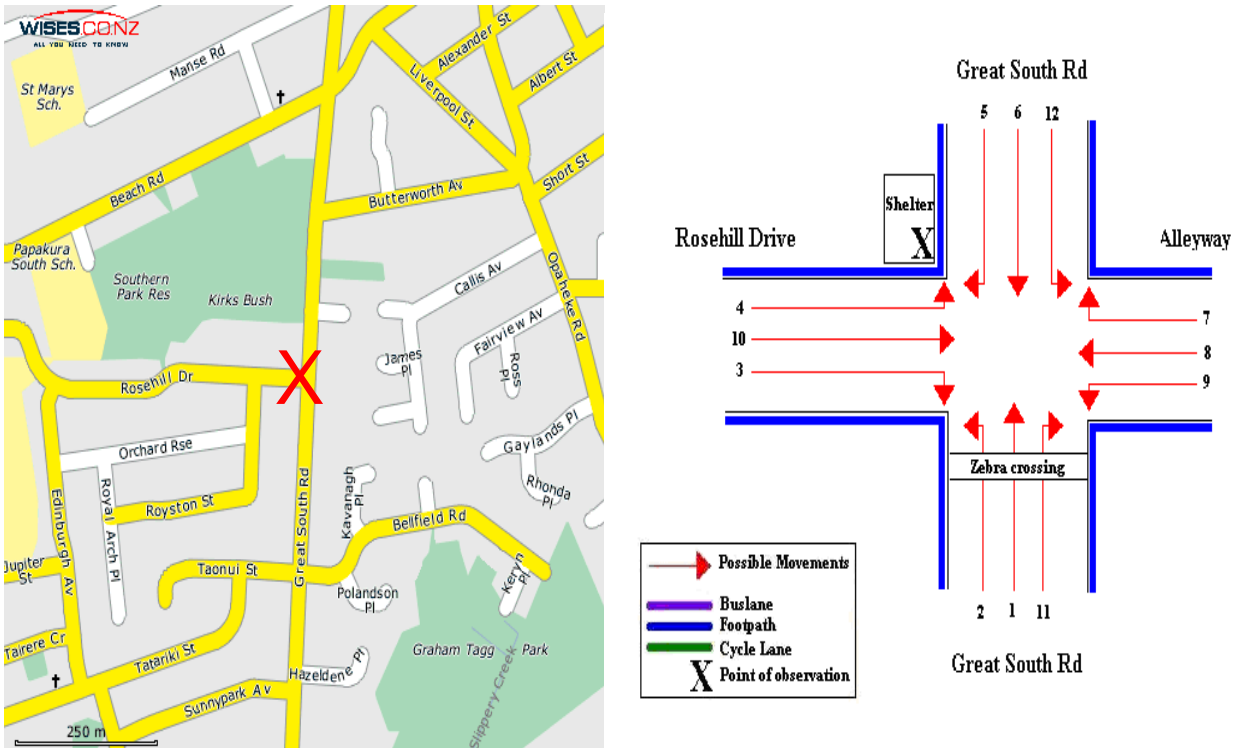 WISES.CO.NZ
ALL YOU NEED TO KNOW
St Marys
Sch.
Manse Rd
Alexander St
Albert St
Liverpool St
Beach Rd
Butterworth Av
Short St
Papakura
South Sch.
Southern
Park Res
Kirks Bush
Callis Av
Opaheke Rd
Fairview Av
James
Pl
Ross
Pl
Rosehill Dr
Orchard Rse
Gaylands Pl
Royal Arch Pl
Royston St
Edinburgh Av
Great South Rd
Kavanagh
Pl
Rhonda
Pl
Bellfield Rd
Jupiter
St
Taonui St
Keryn
Pl
Polandson
Pl
Tairere Cr
Tatariki St
Graham Tagg Park
Hazeldene Pl
Slippery Creek
Sunnypark Av
250 m
X
Great South Rd
5 6 12
Shelter
X
Rosehill Drive
Alleyway
4
10
3
7
8
9
Zebra crossing
2 1 11
Great South Rd
Possible Movements
Buslane
Footpath
Cycle Lane
X Point of observation